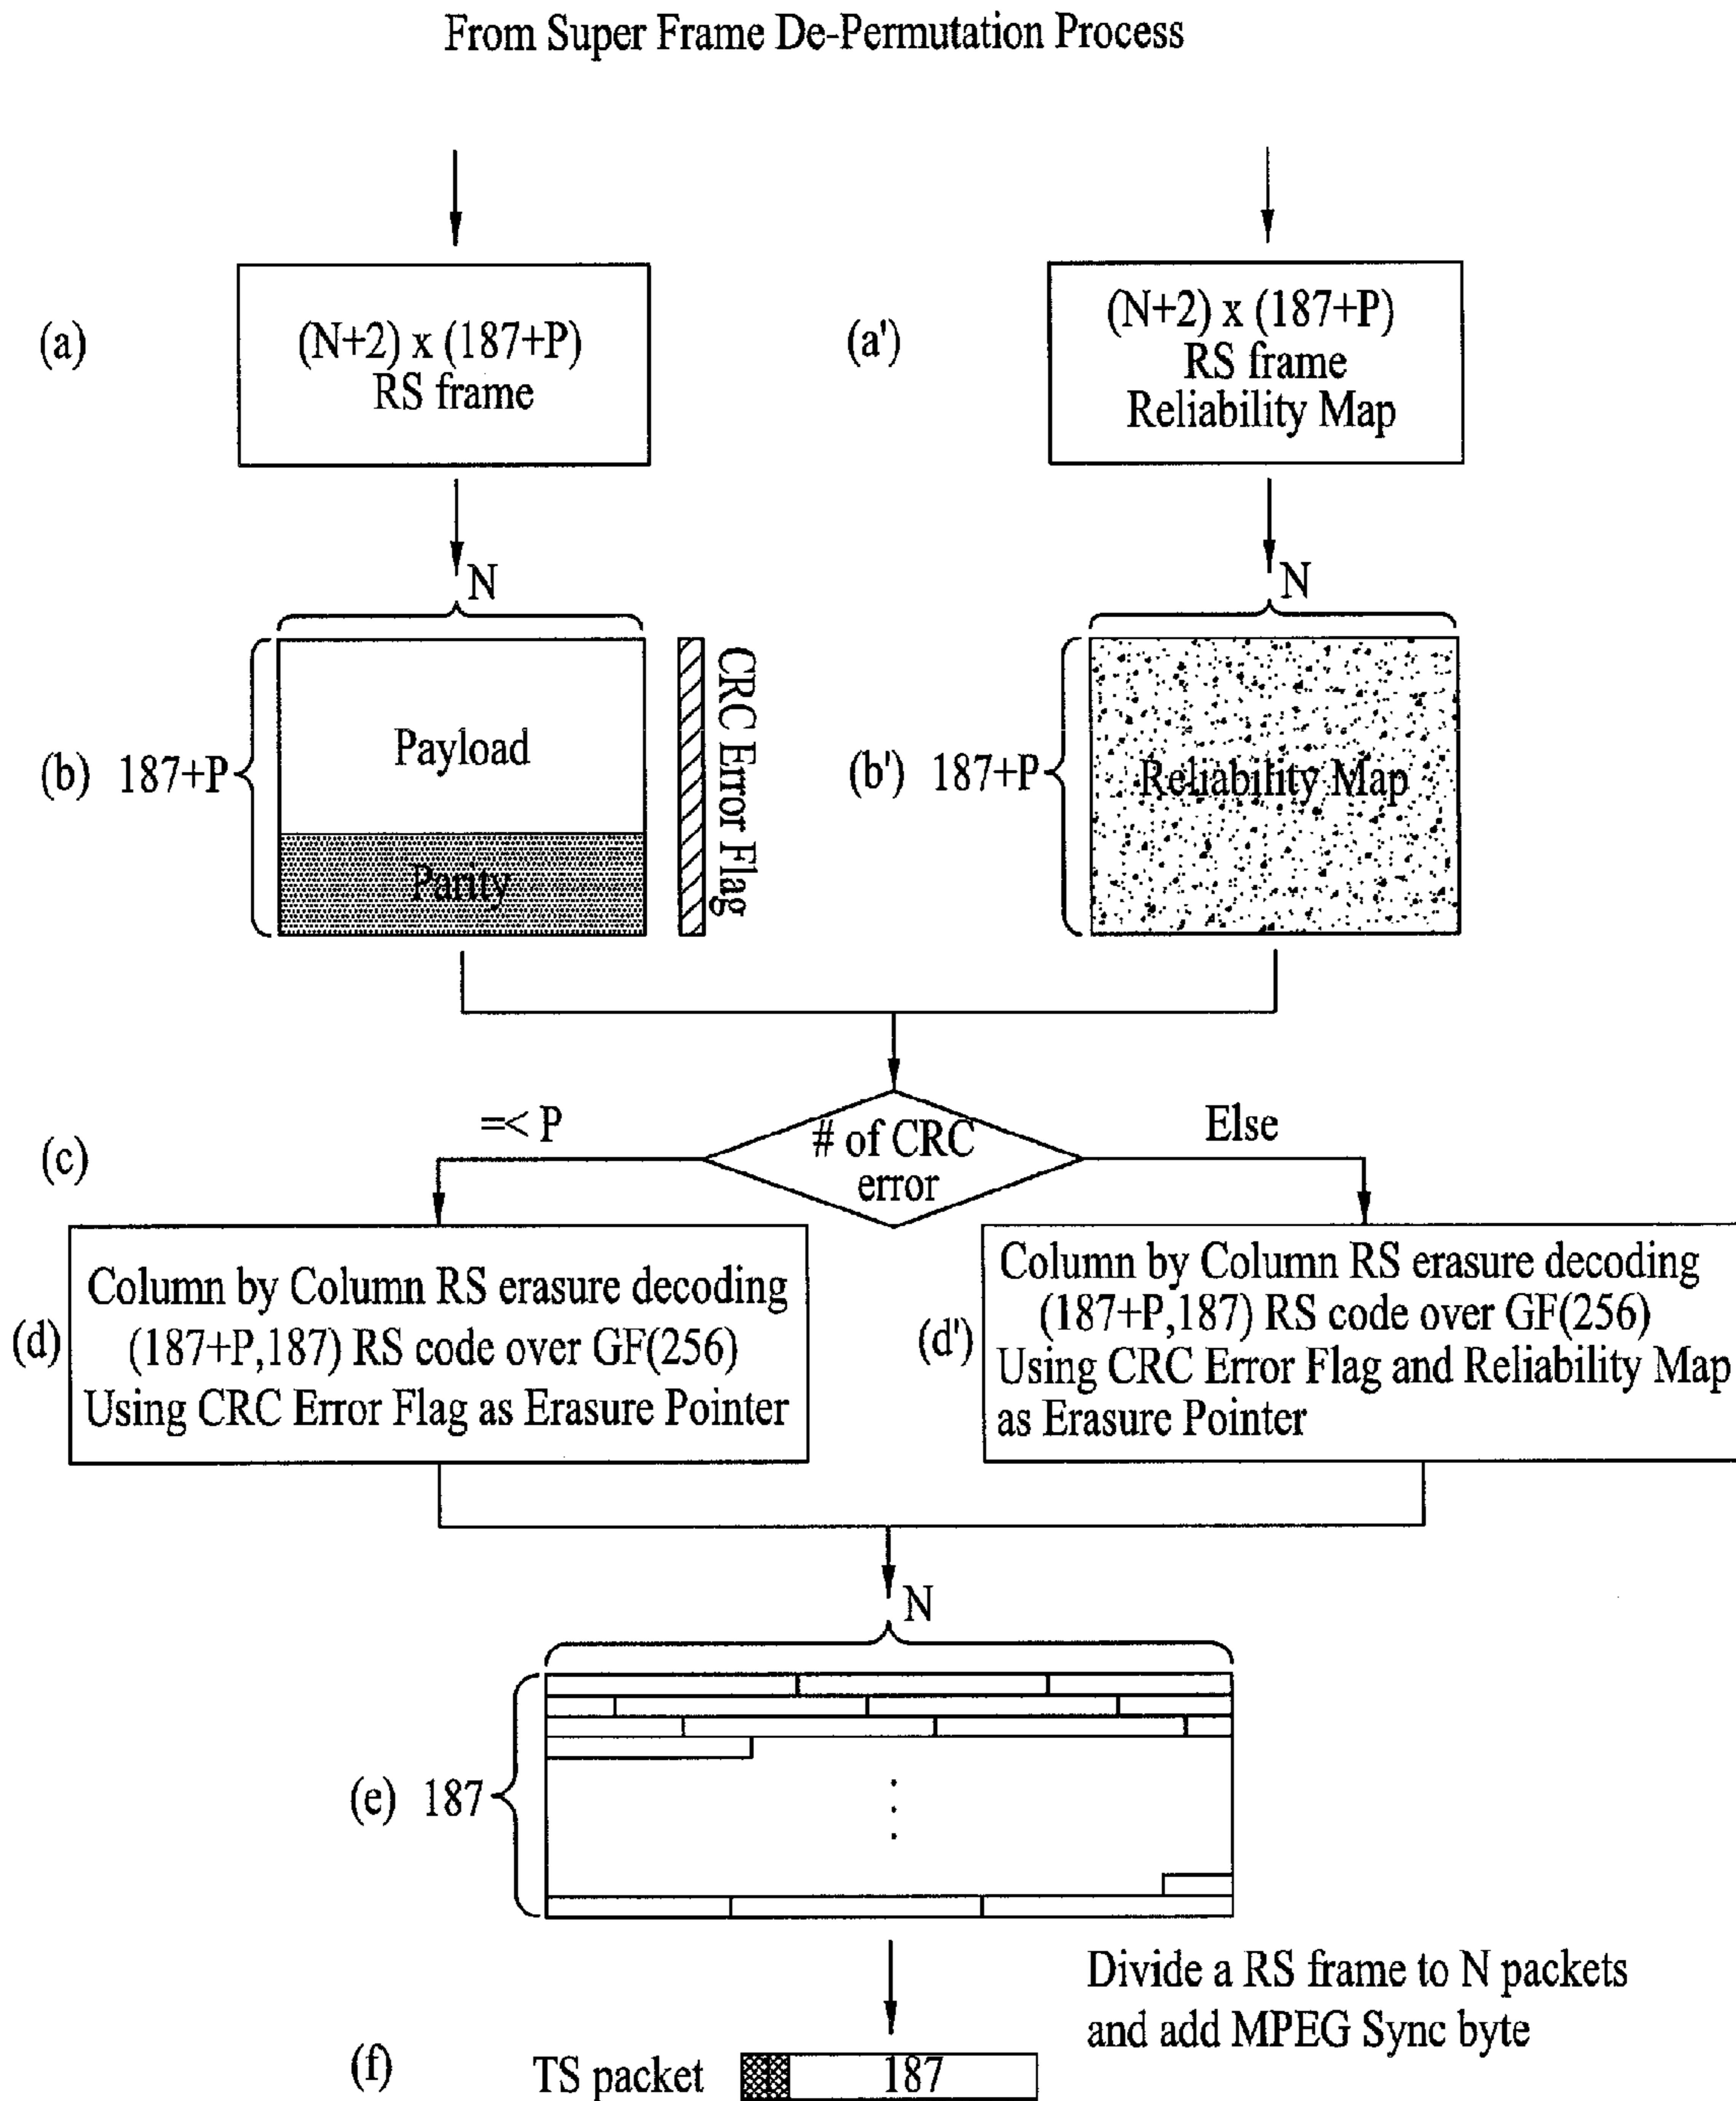 From Super Frame De-Permutation Process
(a)
(N+2) x (187+P)
RS frame
(a')
(N+2) x (187+P)
RS frame
Reliability Map
N
N
(b)
187+P
Payload
Parity
CRC Error Flag
(b')
187+P
Reliability Map
(c)
=< P
# of CRC
error
Else
(d)
Column by Column RS erasure decoding
(187+P,187) RS code over GF(256)
Using CRC Error Flag as Erasure Pointer
(d')
Column by Column RS erasure decoding
(187+P,187) RS code over GF(256)
Using CRC Error Flag and Reliability Map
as Erasure Pointer
N
(e)
187
Divide a RS frame to N packets
and add MPEG Sync byte
(f)
TS packet
187